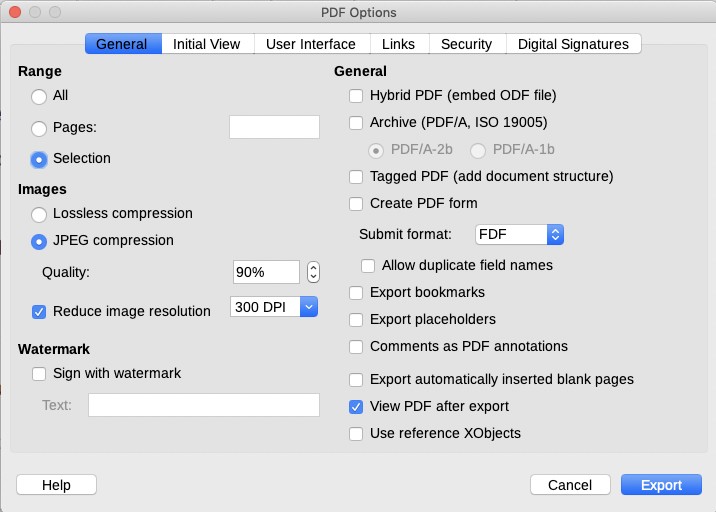 PDF Options
General Initial View User Interface Links Security Digital Signatures
Range
All
Pages:
Selection
Images
Lossless compression
JPEG compression
Quality: 90%
Reduce image resolution 300 DPI
Watermark
Sign with watermark
Text:
General
Hybrid PDF (embed ODF file)
Archive (PDF/A, ISO 19005)
PDF/A-2b PDF/A-1b
Tagged PDF (add document structure)
Create PDF form
Submit format: FDF
Allow duplicate field names
Export bookmarks
Export placeholders
Comments as PDF annotations
Export automatically inserted blank pages
View PDF after export
Use reference XObjects
Help Cancel Export